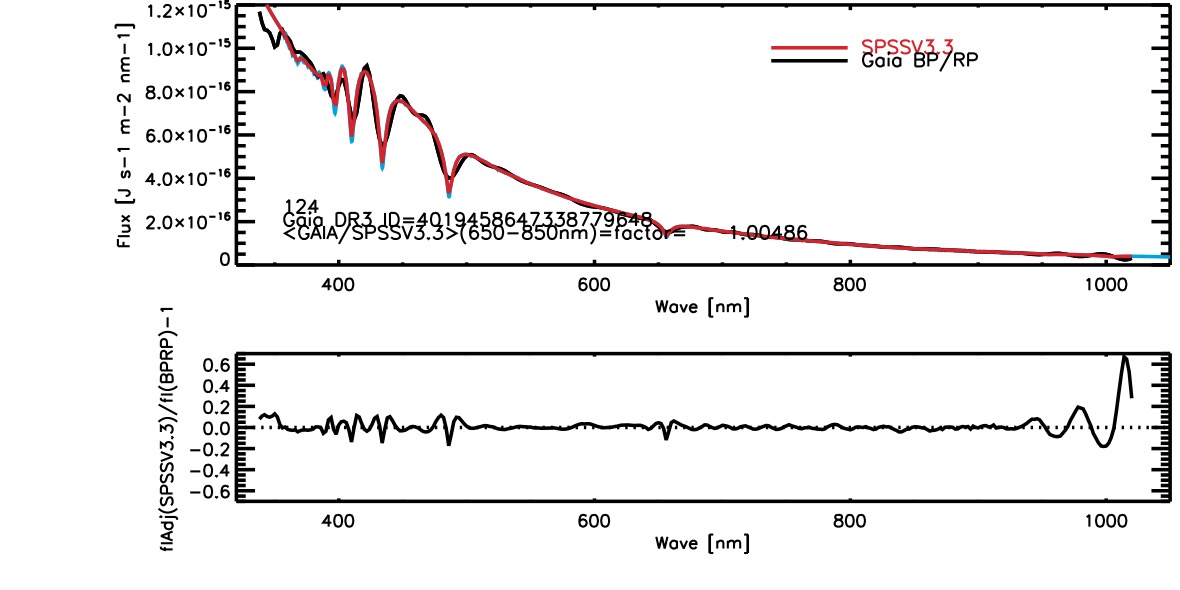 1.2×10⁻¹⁵
1.0×10⁻¹⁵
8.0×10⁻¹⁶
6.0×10⁻¹⁶
4.0×10⁻¹⁶
2.0×10⁻¹⁶
0
Flux [J s−1 m−2 nm−1]
SPSSV3.3
Gaia BP/RP
124
Gaia DR3 ID=4019458647338779648
<GAIA/SPSSV3.3>(650−850nm)=factor= 1.00486
400 600 800 1000
Wave [nm]
0.6
0.4
0.2
0.0
−0.2
−0.4
−0.6
flAdj(SPSSV3.3)/fl(BPRP)−1
400 600 800 1000
Wave [nm]